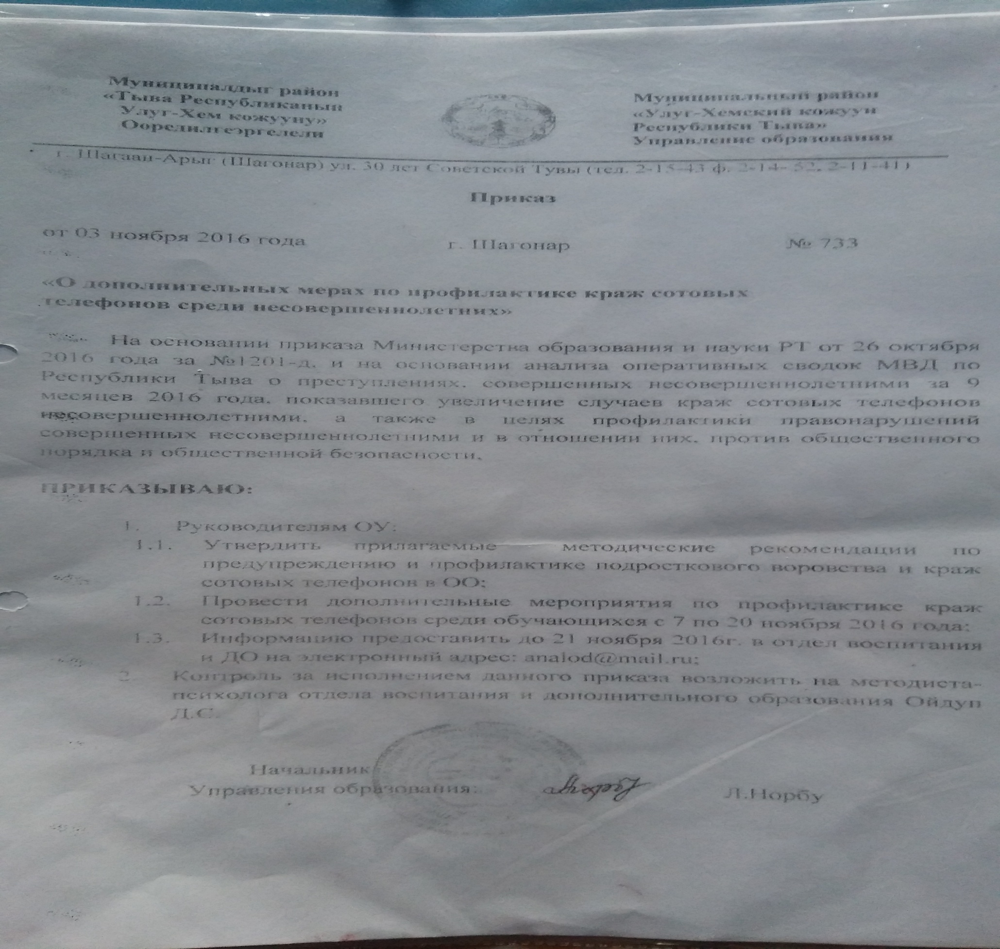 Муниципалдыг район
«Тыва Республиканын
Улуг-Хем кожууну»
Ооредилгеэргелели
Муниципальный район
«Улуг-Хемский кожуун
Республики Тыва»
Управление образования
г. Шагаан-Арыг (Шагонар) ул. 30 лет Советской Тувы (тел. 2-15-43 ф. 2-14- 52, 2-11-41)
Приказ
от 03 ноября 2016 года г. Шагонар № 733
«О дополнительных мерах по профилактике краж сотовых
телефонов среди несовершеннолетних»
На основании приказа Министерства образования и науки РТ от 26 октября
2016 года за №1201-д, и на основании анализа оперативных сводок МВД по
Республики Тыва о преступлениях, совершенных несовершеннолетними за 9
месяцев 2016 года, показавшего увеличение случаев краж сотовых телефонов
несовершеннолетними, а также в целях профилактики правонарушений
совершенных несовершеннолетними и в отношении них, против общественного
порядка и общественной безопасности,
ПРИКАЗЫВАЮ:
1. Руководителям ОУ:
1.1. Утвердить прилагаемые методические рекомендации по
предупреждению и профилактике подросткового воровства и краж
сотовых телефонов в ОО;
1.2. Провести дополнительные мероприятия по профилактике краж
сотовых телефонов среди обучающихся с 7 по 20 ноября 2016 года;
1.3. Информацию предоставить до 21 ноября 2016г. в отдел воспитания
и ДО на электронный адрес: analod@mail.ru;
2. Контроль за исполнением данного приказа возложить на методиста-
психолога отдела воспитания и дополнительного образования Ойдуп
Д.С.
Начальник
Управления образования: Л.Норбу